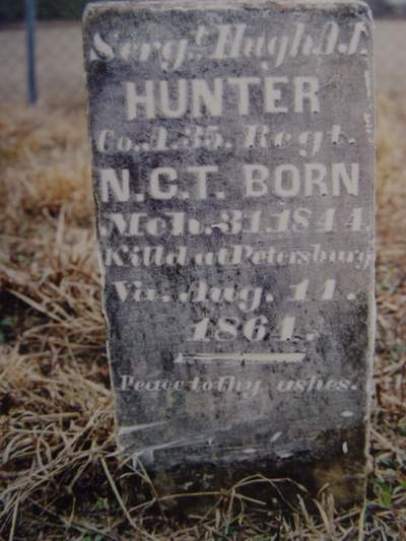 Serg.t Hugh D. J.
HUNTER
Co. A. 35. Regt.
N.C.T. BORN
Mch. 31. 1844.
Killd at Petersburg
Va. Aug. 11.
1864.
Peace to thy ashes.